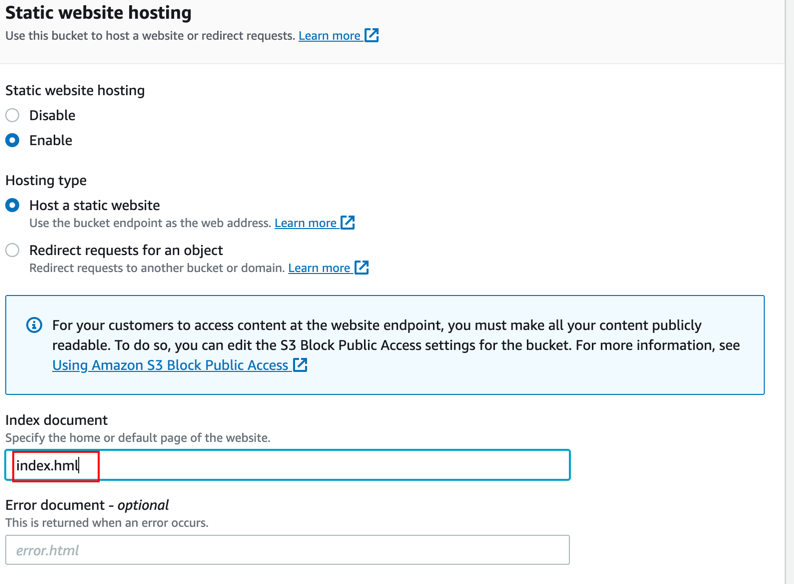 Static website hosting
Use this bucket to host a website or redirect requests. Learn more
Static website hosting
Disable
Enable
Hosting type
Host a static website
Use the bucket endpoint as the web address. Learn more
Redirect requests for an object
Redirect requests to another bucket or domain. Learn more
For your customers to access content at the website endpoint, you must make all your content publicly
readable. To do so, you can edit the S3 Block Public Access settings for the bucket. For more information, see
Using Amazon S3 Block Public Access
Index document
Specify the home or default page of the website.
index.hml
Error document - optional
This is returned when an error occurs.
error.html